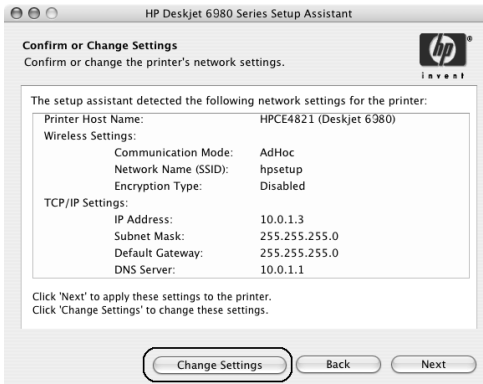 HP Deskjet 6980 Series Setup Assistant
Confirm or Change Settings
Confirm or change the printer's network settings.
hp
®
invent
The setup assistant detected the following network settings for the printer:
Printer Host Name: HPCE4821 (Deskjet 6980)
Wireless Settings:
Communication Mode: AdHoc
Network Name (SSID): hpsetup
Encryption Type: Disabled
TCP/IP Settings:
IP Address: 10.0.1.3
Subnet Mask: 255.255.255.0
Default Gateway: 255.255.255.0
DNS Server: 10.0.1.1
Click 'Next' to apply these settings to the printer.
Click 'Change Settings' to change these settings.
Change Settings
Back
Next